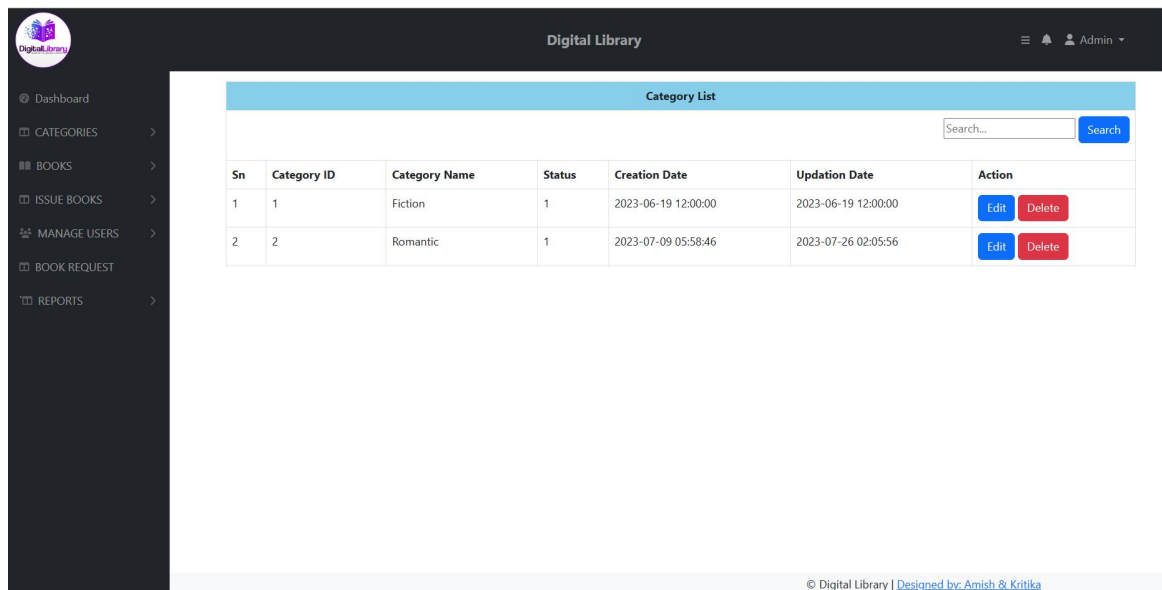 DigitalLibrary
Digital Library
Admin
Dashboard
CATEGORIES
BOOKS
ISSUE BOOKS
MANAGE USERS
BOOK REQUEST
REPORTS
Category List
Search... Search
Sn Category ID Category Name Status Creation Date Updation Date Action
1 1 Fiction 1 2023-06-19 12:00:00 2023-06-19 12:00:00 Edit Delete
2 2 Romantic 1 2023-07-09 05:58:46 2023-07-26 02:05:56 Edit Delete
© Digital Library | Designed by: Amish & Kritika